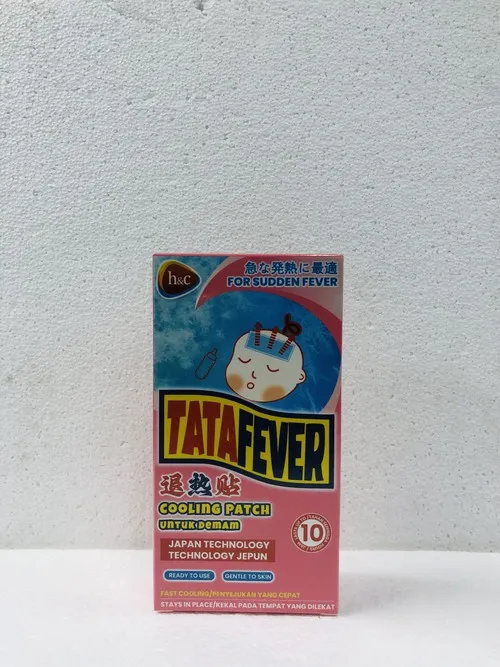 h&c
急な発熱に最適
FOR SUDDEN FEVER
TATAFEVER
退热贴
COOLING PATCH
UNTUK DEMAM
10
JAPAN TECHNOLOGY
TECHNOLOGY JEPUN
READY TO USE
GENTLE TO SKIN
FAST COOLING/PENYEJUKAN YANG CEPAT
STAYS IN PLACE/KEKAL PADA TEMPAT YANG DILEKAT